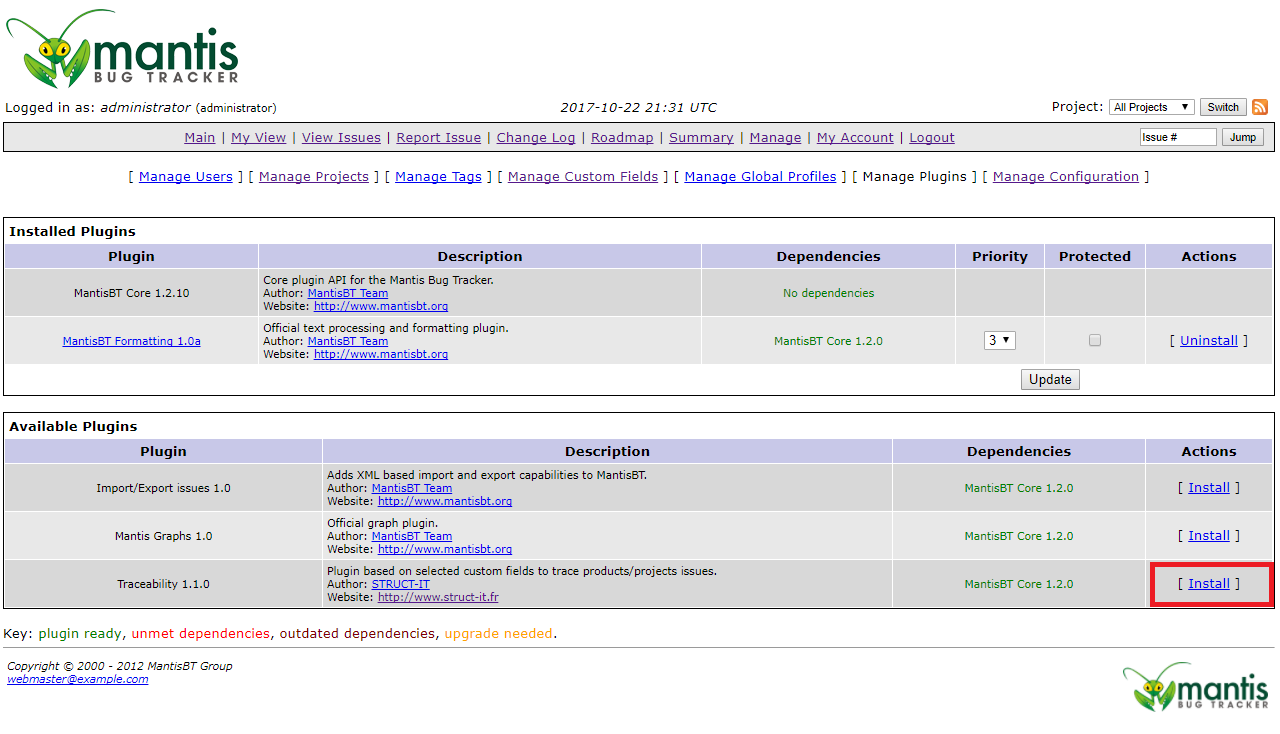 mantis
BUG TRACKER
Logged in as: administrator (administrator)
2017-10-22 21:31 UTC
Project: All Projects Switch
Main | My View | View Issues | Report Issue | Change Log | Roadmap | Summary | Manage | My Account | Logout
Issue # Jump
[ Manage Users ] [ Manage Projects ] [ Manage Tags ] [ Manage Custom Fields ] [ Manage Global Profiles ] [ Manage Plugins ] [ Manage Configuration ]
Installed Plugins
Plugin Description Dependencies Priority Protected Actions
MantisBT Core 1.2.10
Core plugin API for the Mantis Bug Tracker.
Author: MantisBT Team
Website: http://www.mantisbt.org
No dependencies
MantisBT Formatting 1.0a
Official text processing and formatting plugin.
Author: MantisBT Team
Website: http://www.mantisbt.org
MantisBT Core 1.2.0
3
[ Uninstall ]
Update
Available Plugins
Plugin Description Dependencies Actions
Import/Export issues 1.0
Adds XML based import and export capabilities to MantisBT.
Author: MantisBT Team
Website: http://www.mantisbt.org
MantisBT Core 1.2.0
[ Install ]
Mantis Graphs 1.0
Official graph plugin.
Author: MantisBT Team
Website: http://www.mantisbt.org
MantisBT Core 1.2.0
[ Install ]
Traceability 1.1.0
Plugin based on selected custom fields to trace products/projects issues.
Author: STRUCT-IT
Website: http://www.struct-it.fr
MantisBT Core 1.2.0
[ Install ]
Key: plugin ready, unmet dependencies, outdated dependencies, upgrade needed.
Copyright © 2000 - 2012 MantisBT Group
webmaster@example.com
mantis
BUG TRACKER